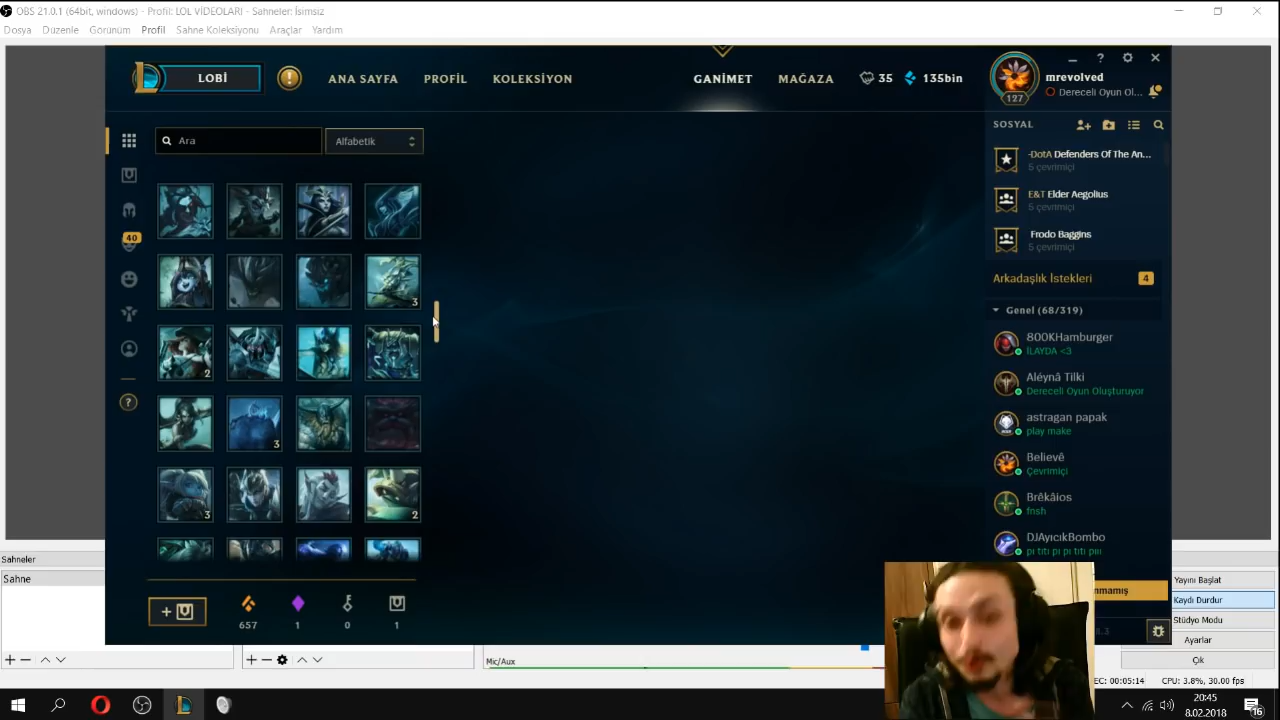 OBS 21.0.1 (64bit, windows) - Profil: LOL VİDEOLARI - Sahneler: İsimsiz
Dosya Düzenle Görünüm Profil Sahne Koleksiyonu Araçlar Yardım
LOBİ
ANA SAYFA PROFİL KOLEKSİYON GANİMET MAĞAZA 35 135bin
mrevolved
127
Dereceli Oyun Ol...
Ara
Alfabetik
SOSYAL
-DotA Defenders Of The An...
5 çevrimiçi
E&T Elder Aegolius
5 çevrimiçi
Frodo Baggins
5 çevrimiçi
Arkadaşlık İstekleri 4
Genel (68/319)
800KHamburger
İLAYDA <3
Aléynâ Tilki
Dereceli Oyun Oluşturuyor
astragan papak
play make
Believê
Çevrimiçi
Brêkâios
fnsh
DJAyıcıkBombo
pi titi pi pi titi piii
40
3
2
3
3
2
657 1 0 1
Sahneler
Sahne
Mic/Aux
Yayını Başlat
Kaydı Durdur
Stüdyo Modu
Ayarlar
Çık
REC: 00:05:14 CPU: 3.8%, 30.00 fps
20:45
8.02.2018
16